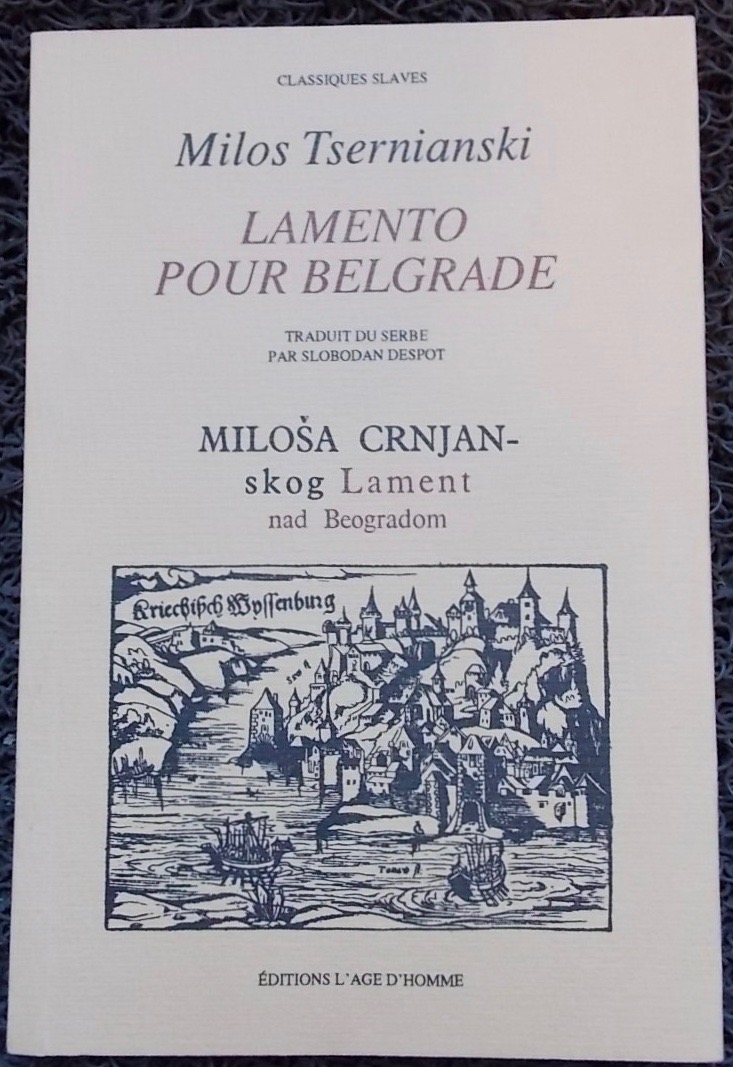 CLASSIQUES SLAVES
Milos Tsernianski
LAMENTO
POUR BELGRADE
TRADUIT DU SERBE
PAR SLOBODAN DESPOT
MILOŠA CRNJAN-
skog Lament
nad Beogradom
Kriechisch Wyssenburg
ÉDITIONS L'AGE D'HOMME